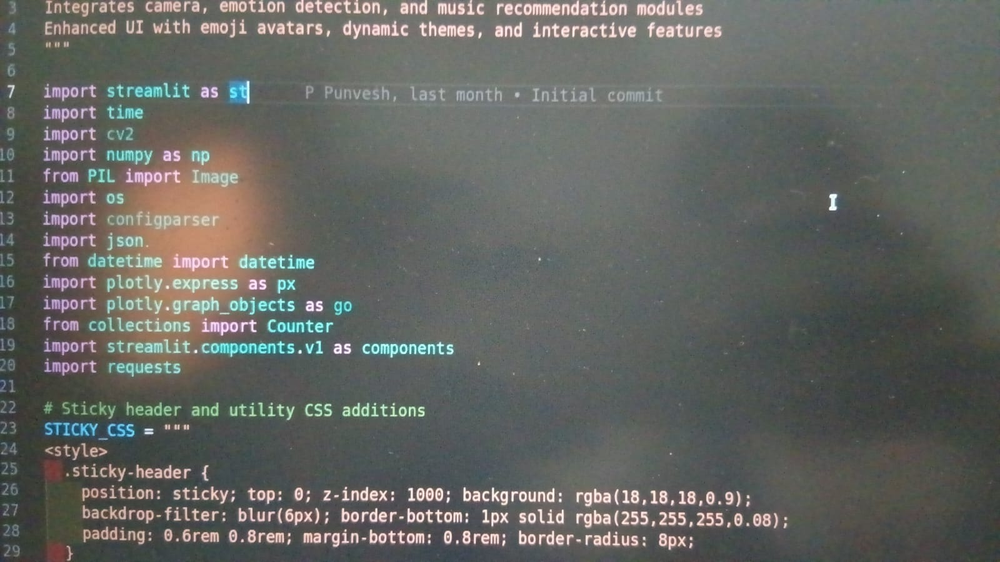 3 Integrates camera, emotion detection, and music recommendation modules
4 Enhanced UI with emoji avatars, dynamic themes, and interactive features
5 """
6
7 import streamlit as st P Punvesh, last month • Initial commit
8 import time
9 import cv2
10 import numpy as np
11 from PIL import Image
12 import os
13 import configparser
14 import json.
15 from datetime import datetime
16 import plotly.express as px
17 import plotly.graph_objects as go
18 from collections import Counter
19 import streamlit.components.v1 as components
20 import requests
21
22 # Sticky header and utility CSS additions
23 STICKY_CSS = """
24 <style>
25 .sticky-header {
26 position: sticky; top: 0; z-index: 1000; background: rgba(18,18,18,0.9);
27 backdrop-filter: blur(6px); border-bottom: 1px solid rgba(255,255,255,0.08);
28 padding: 0.6rem 0.8rem; margin-bottom: 0.8rem; border-radius: 8px;
29 }